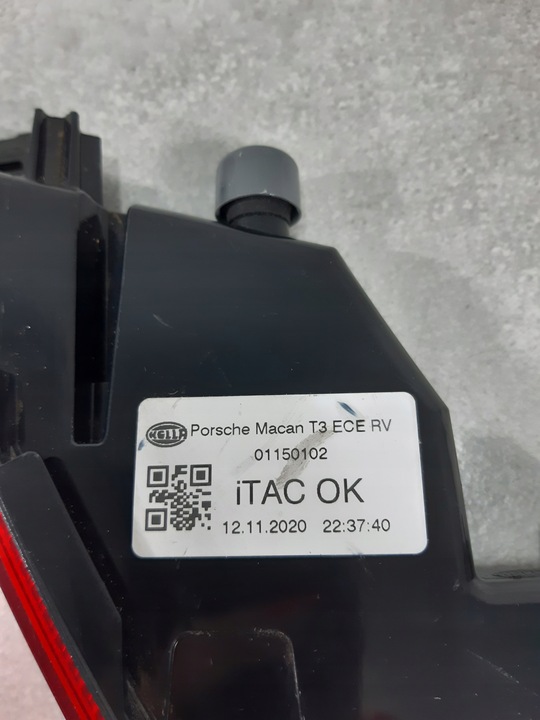 HELLA Porsche Macan T3 ECE RV
01150102
iTAC OK
12.11.2020 22:37:40